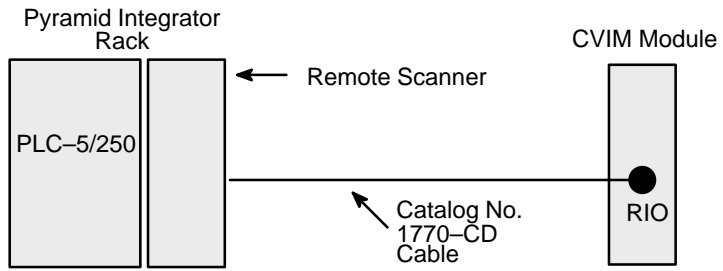 Pyramid Integrator
Rack
CVIM Module
Remote Scanner
PLC–5/250
Catalog No.
1770–CD
Cable
RIO